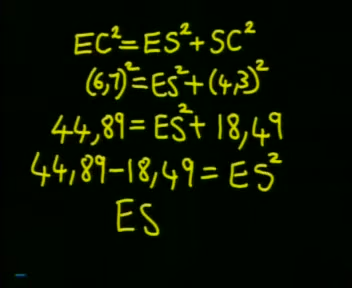 EC²=ES²+SC²
(6,7)²=ES²+(4,3)²
44,89=ES²+ 18,49
44,89-18,49=ES²
ES